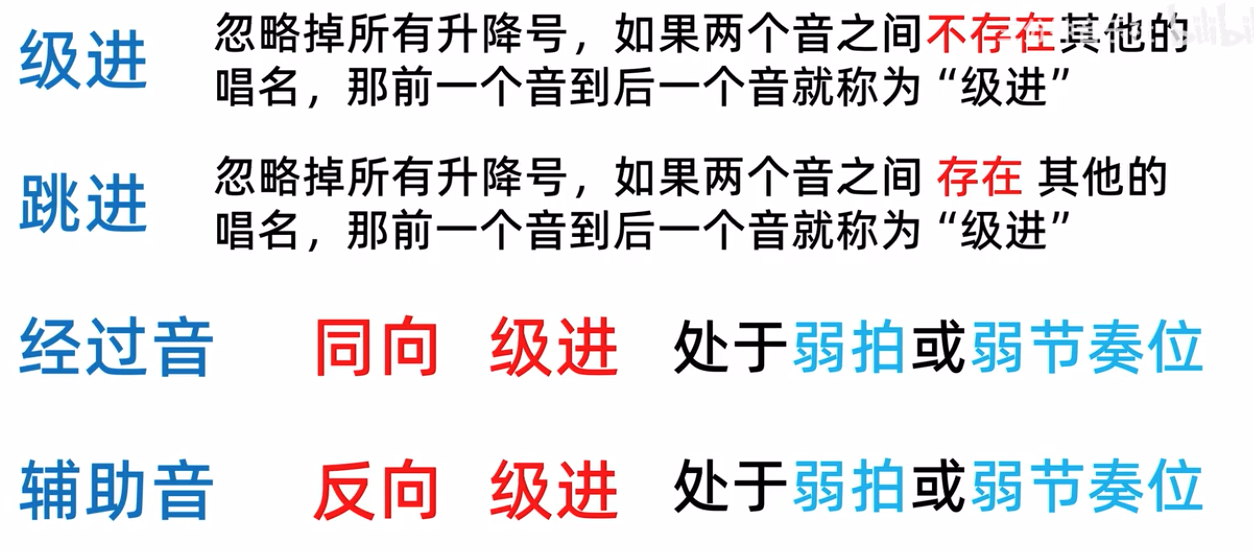 级进
忽略掉所有升降号，如果两个音之间不存在其他的
唱名，那前一个音到后一个音就称为“级进”
跳进
忽略掉所有升降号，如果两个音之间 存在 其他的
唱名，那前一个音到后一个音就称为“级进”
经过音 同向 级进 处于弱拍或弱节奏位
辅助音 反向 级进 处于弱拍或弱节奏位